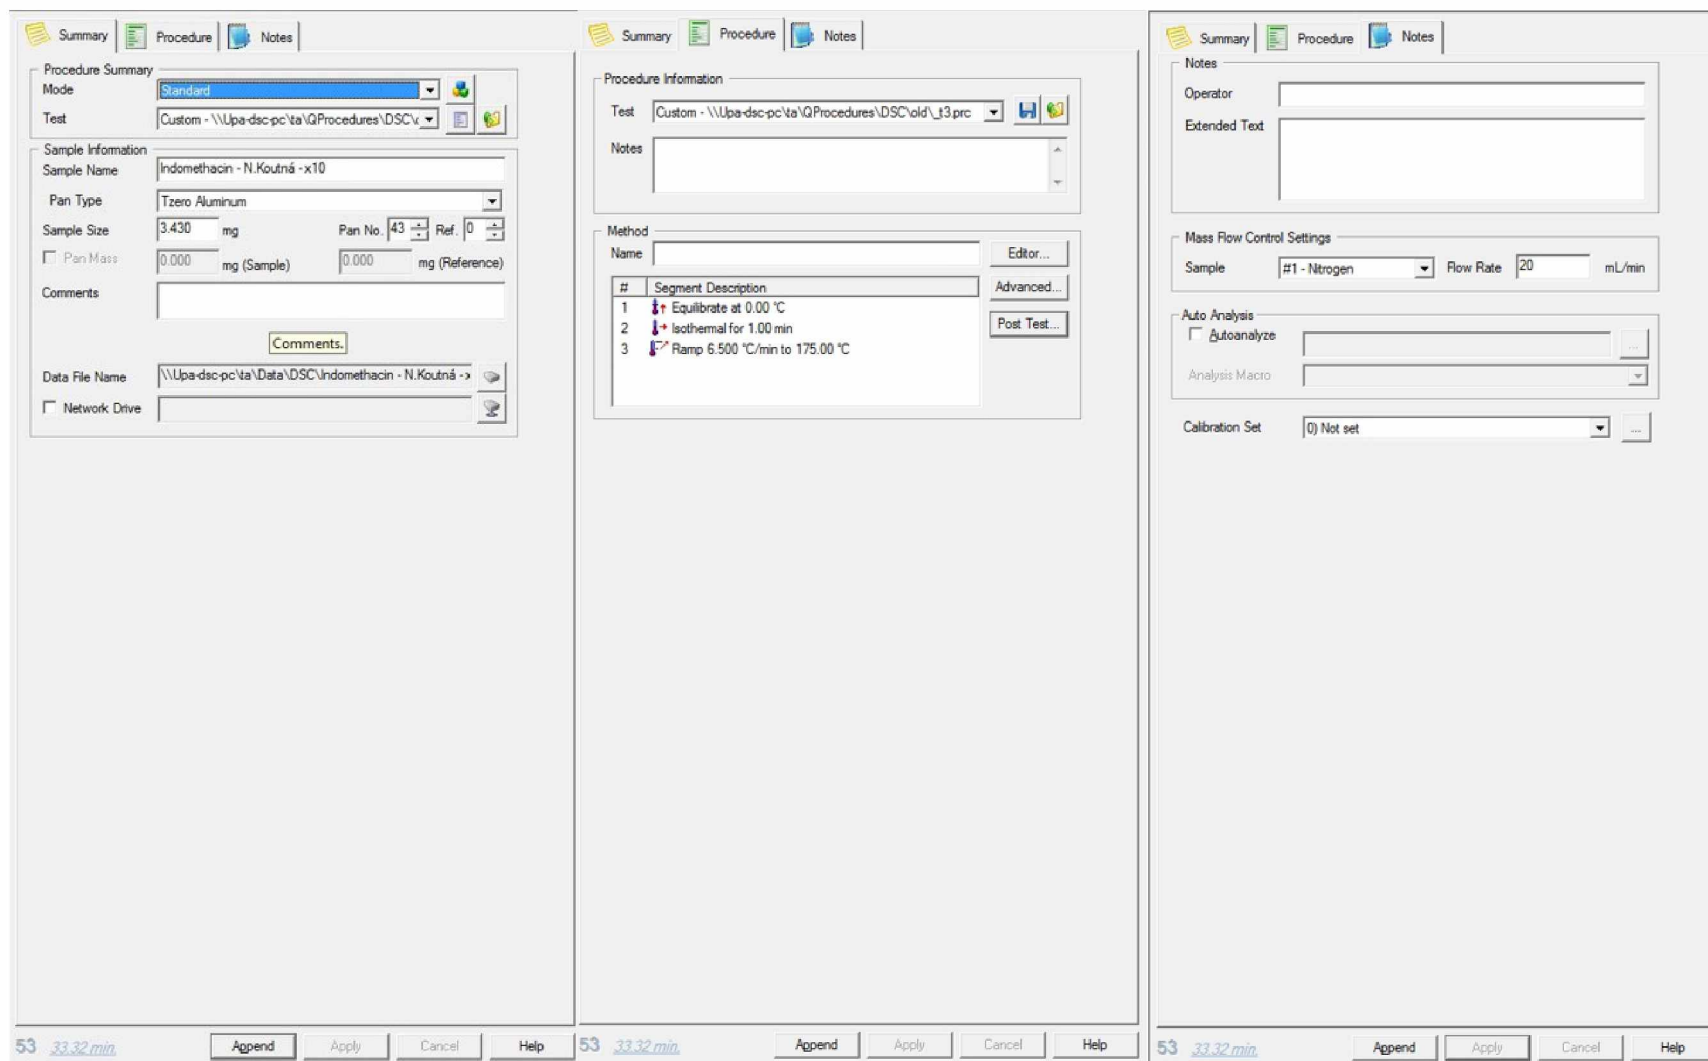 Summary Procedure Notes
Procedure Summary
Mode Standard
Test Custom - \\Upa-dsc-pc\ta\QProcedures\DSC\
Sample Information
Sample Name Indomethacin - N.Koutná -x10
Pan Type Tzero Aluminum
Sample Size 3.430 mg Pan No. 43 Ref. 0
Pan Mass 0.000 mg (Sample) 0.000 mg (Reference)
Comments
Comments.
Data File Name \\Upa-dsc-pc\ta\Data\DSC\Indomethacin - N.Koutná -x
Network Drive
53 33.32 min. Append Apply Cancel Help
Summary Procedure Notes
Procedure Information
Test Custom - \\Upa-dsc-pc\ta\QProcedures\DSC\old\_t3.prc
Notes
Method
Name Editor...
# Segment Description Advanced...
1 Equilibrate at 0.00 °C
2 Isothermal for 1.00 min Post Test...
3 Ramp 6.500 °C/min to 175.00 °C
53 33.32 min. Append Apply Cancel Help
Summary Procedure Notes
Notes
Operator
Extended Text
Mass Flow Control Settings
Sample #1 - Nitrogen Flow Rate 20 mL/min
Auto Analysis
Autoanalyze ...
Analysis Macro
Calibration Set 0) Not set ...
53 33.32 min. Append Apply Cancel Help